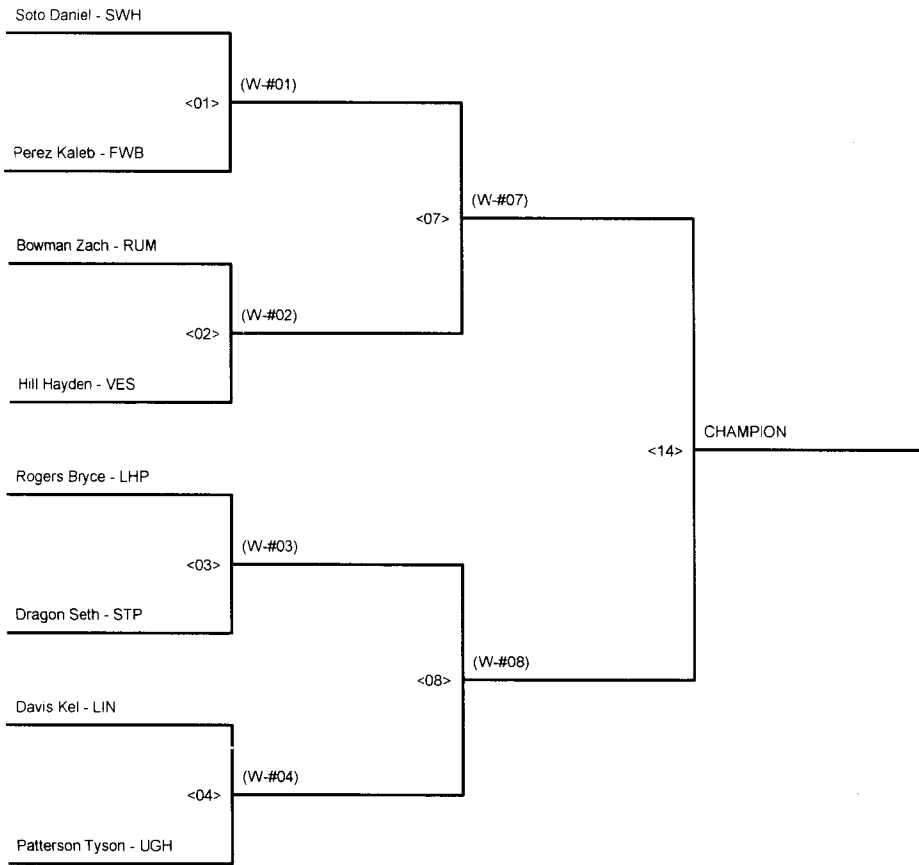 Soto Daniel - SWH
(W-#01)
<01>
Perez Kaleb - FWB
(W-#07)
<07>
Bowman Zach - RUM
(W-#02)
<02>
Hill Hayden - VES
CHAMPION
<14>
Rogers Bryce - LHP
(W-#03)
<03>
Dragon Seth - STP
(W-#08)
<08>
Davis Kel - LIN
(W-#04)
<04>
Patterson Tyson - UGH